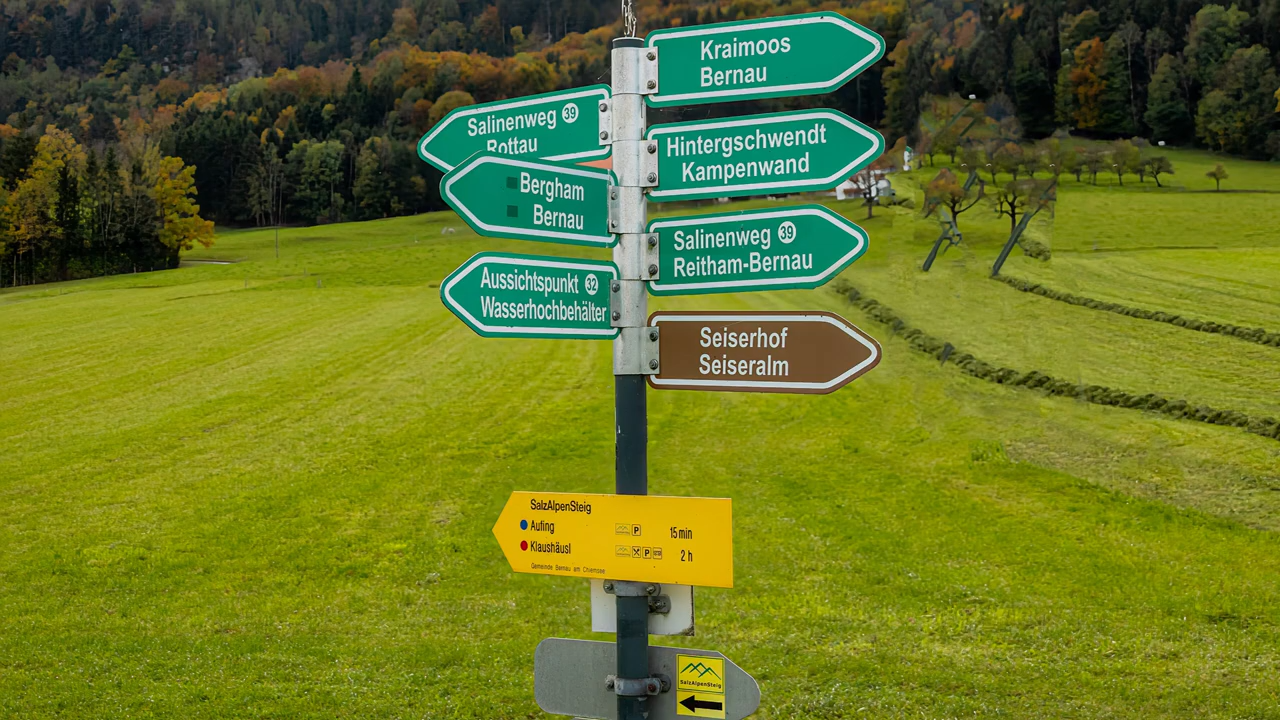 Kraimoos
Bernau
Salinenweg 39
Rottau
Hintergschwendt
Kampenwand
Bergham
Bernau
Salinenweg 39
Reitham-Bernau
Aussichtspunkt 32
Wasserhochbehälter
Seiserhof
Seiseralm
SalzAlpenSteig
Aufing P 15 min
Klaushäusl P 2 h
Gemeinde Bernau am Chiemsee
SalzAlpenSteig